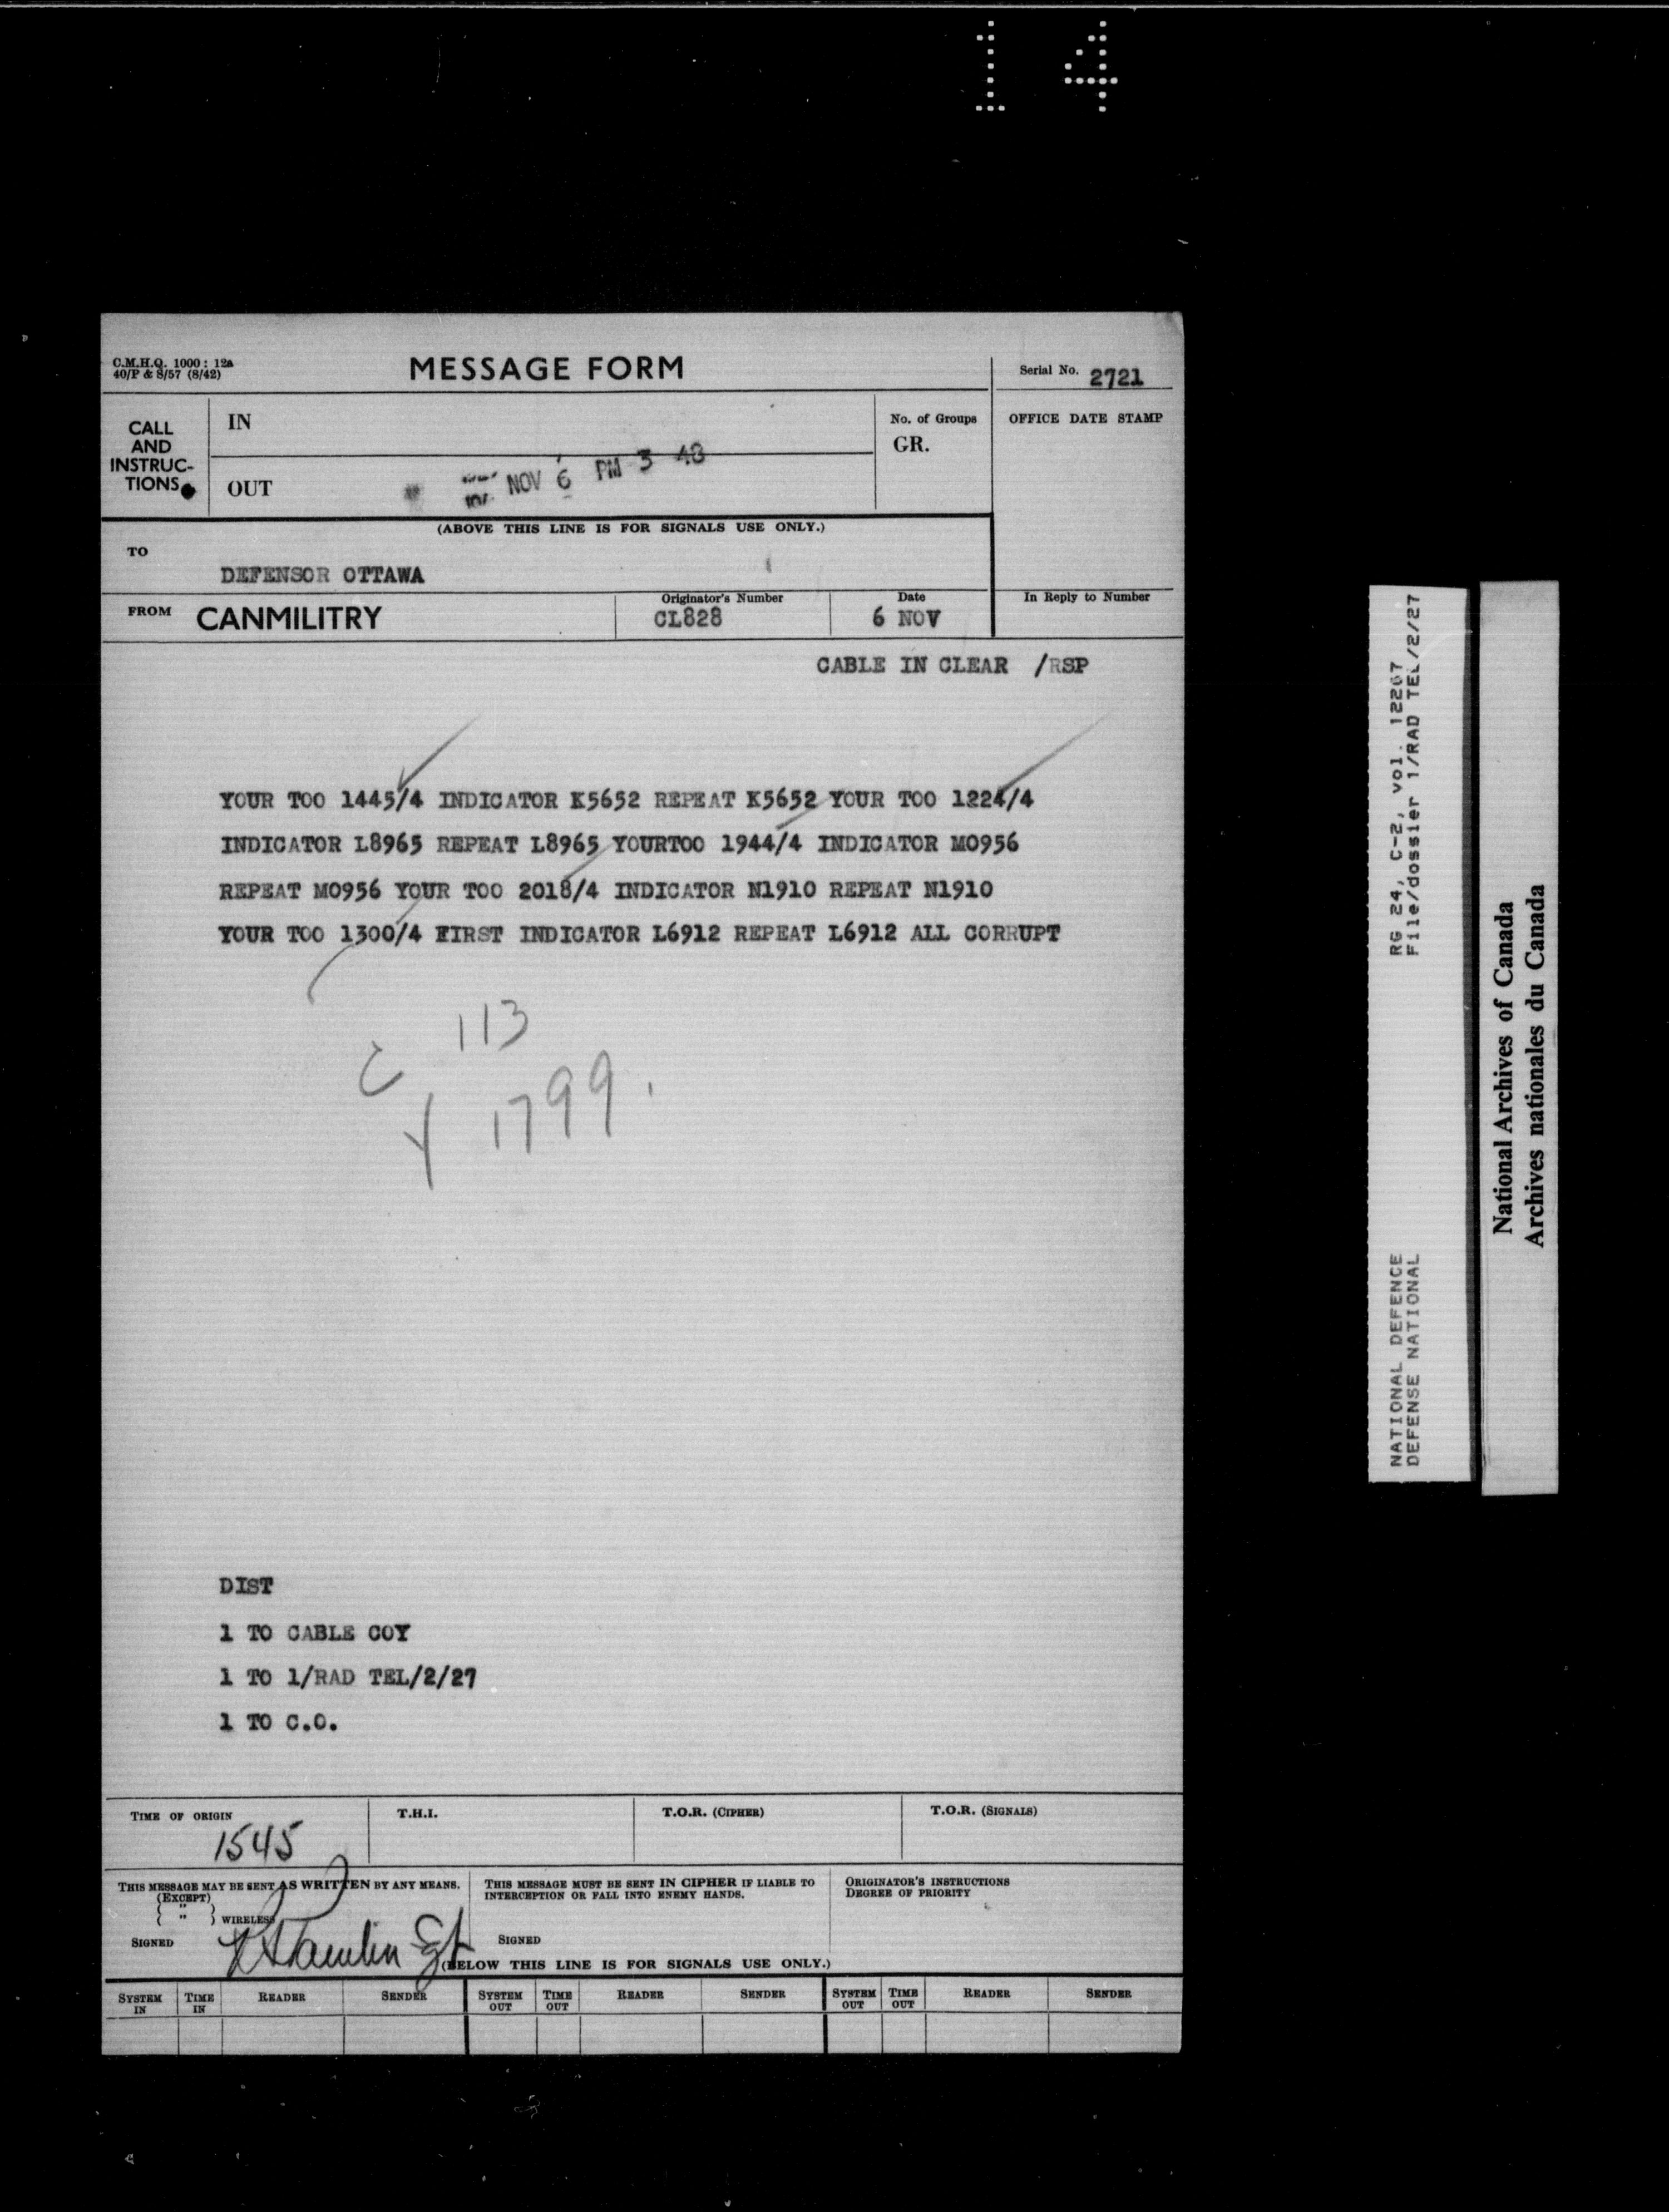 14
C.M.H.Q. 1000 : 12a
40/P & 8/57 (8/42)
MESSAGE FORM
Serial No. 2721
CALL
AND
INSTRUC-
TIONS
IN
No. of Groups
GR.
OFFICE DATE STAMP
OUT
NOV 6 PM 3 48
(ABOVE THIS LINE IS FOR SIGNALS USE ONLY.)
TO
DEFENSOR OTTAWA
FROM CANMILITRY
Originator's Number
CL828
Date
6 NOV
In Reply to Number
CABLE IN CLEAR /RSP
YOUR TOO 1445/4 INDICATOR K5652 REPEAT K5652 YOUR TOO 1224/4
INDICATOR L8965 REPEAT L8965 YOURTOO 1944/4 INDICATOR M0956
REPEAT M0956 YOUR TOO 2018/4 INDICATOR N1910 REPEAT N1910
YOUR TOO 1300/4 FIRST INDICATOR L6912 REPEAT L6912 ALL CORRUPT
113
1799.
DIST
1 TO CABLE COY
1 TO 1/RAD TEL/2/27
1 TO C.O.
TIME OF ORIGIN
1545
T.H.I.
T.O.R. (CIPHER)
T.O.R. (SIGNALS)
THIS MESSAGE MAY BE SENT AS WRITTEN BY ANY MEANS.
(EXCEPT)
{ " } WIRELESS
SIGNED
THIS MESSAGE MUST BE SENT IN CIPHER IF LIABLE TO
INTERCEPTION OR FALL INTO ENEMY HANDS.
SIGNED
ORIGINATOR'S INSTRUCTIONS
DEGREE OF PRIORITY
(BELOW THIS LINE IS FOR SIGNALS USE ONLY.)
SYSTEM IN
TIME IN
READER
SENDER
SYSTEM OUT
TIME OUT
READER
SENDER
SYSTEM OUT
TIME OUT
READER
SENDER
RG 24, C-2, vol. 12267
File/dossier 1/RAD TEL/2/27
NATIONAL DEFENCE
DEFENSE NATIONAL
National Archives of Canada
Archives nationales du Canada